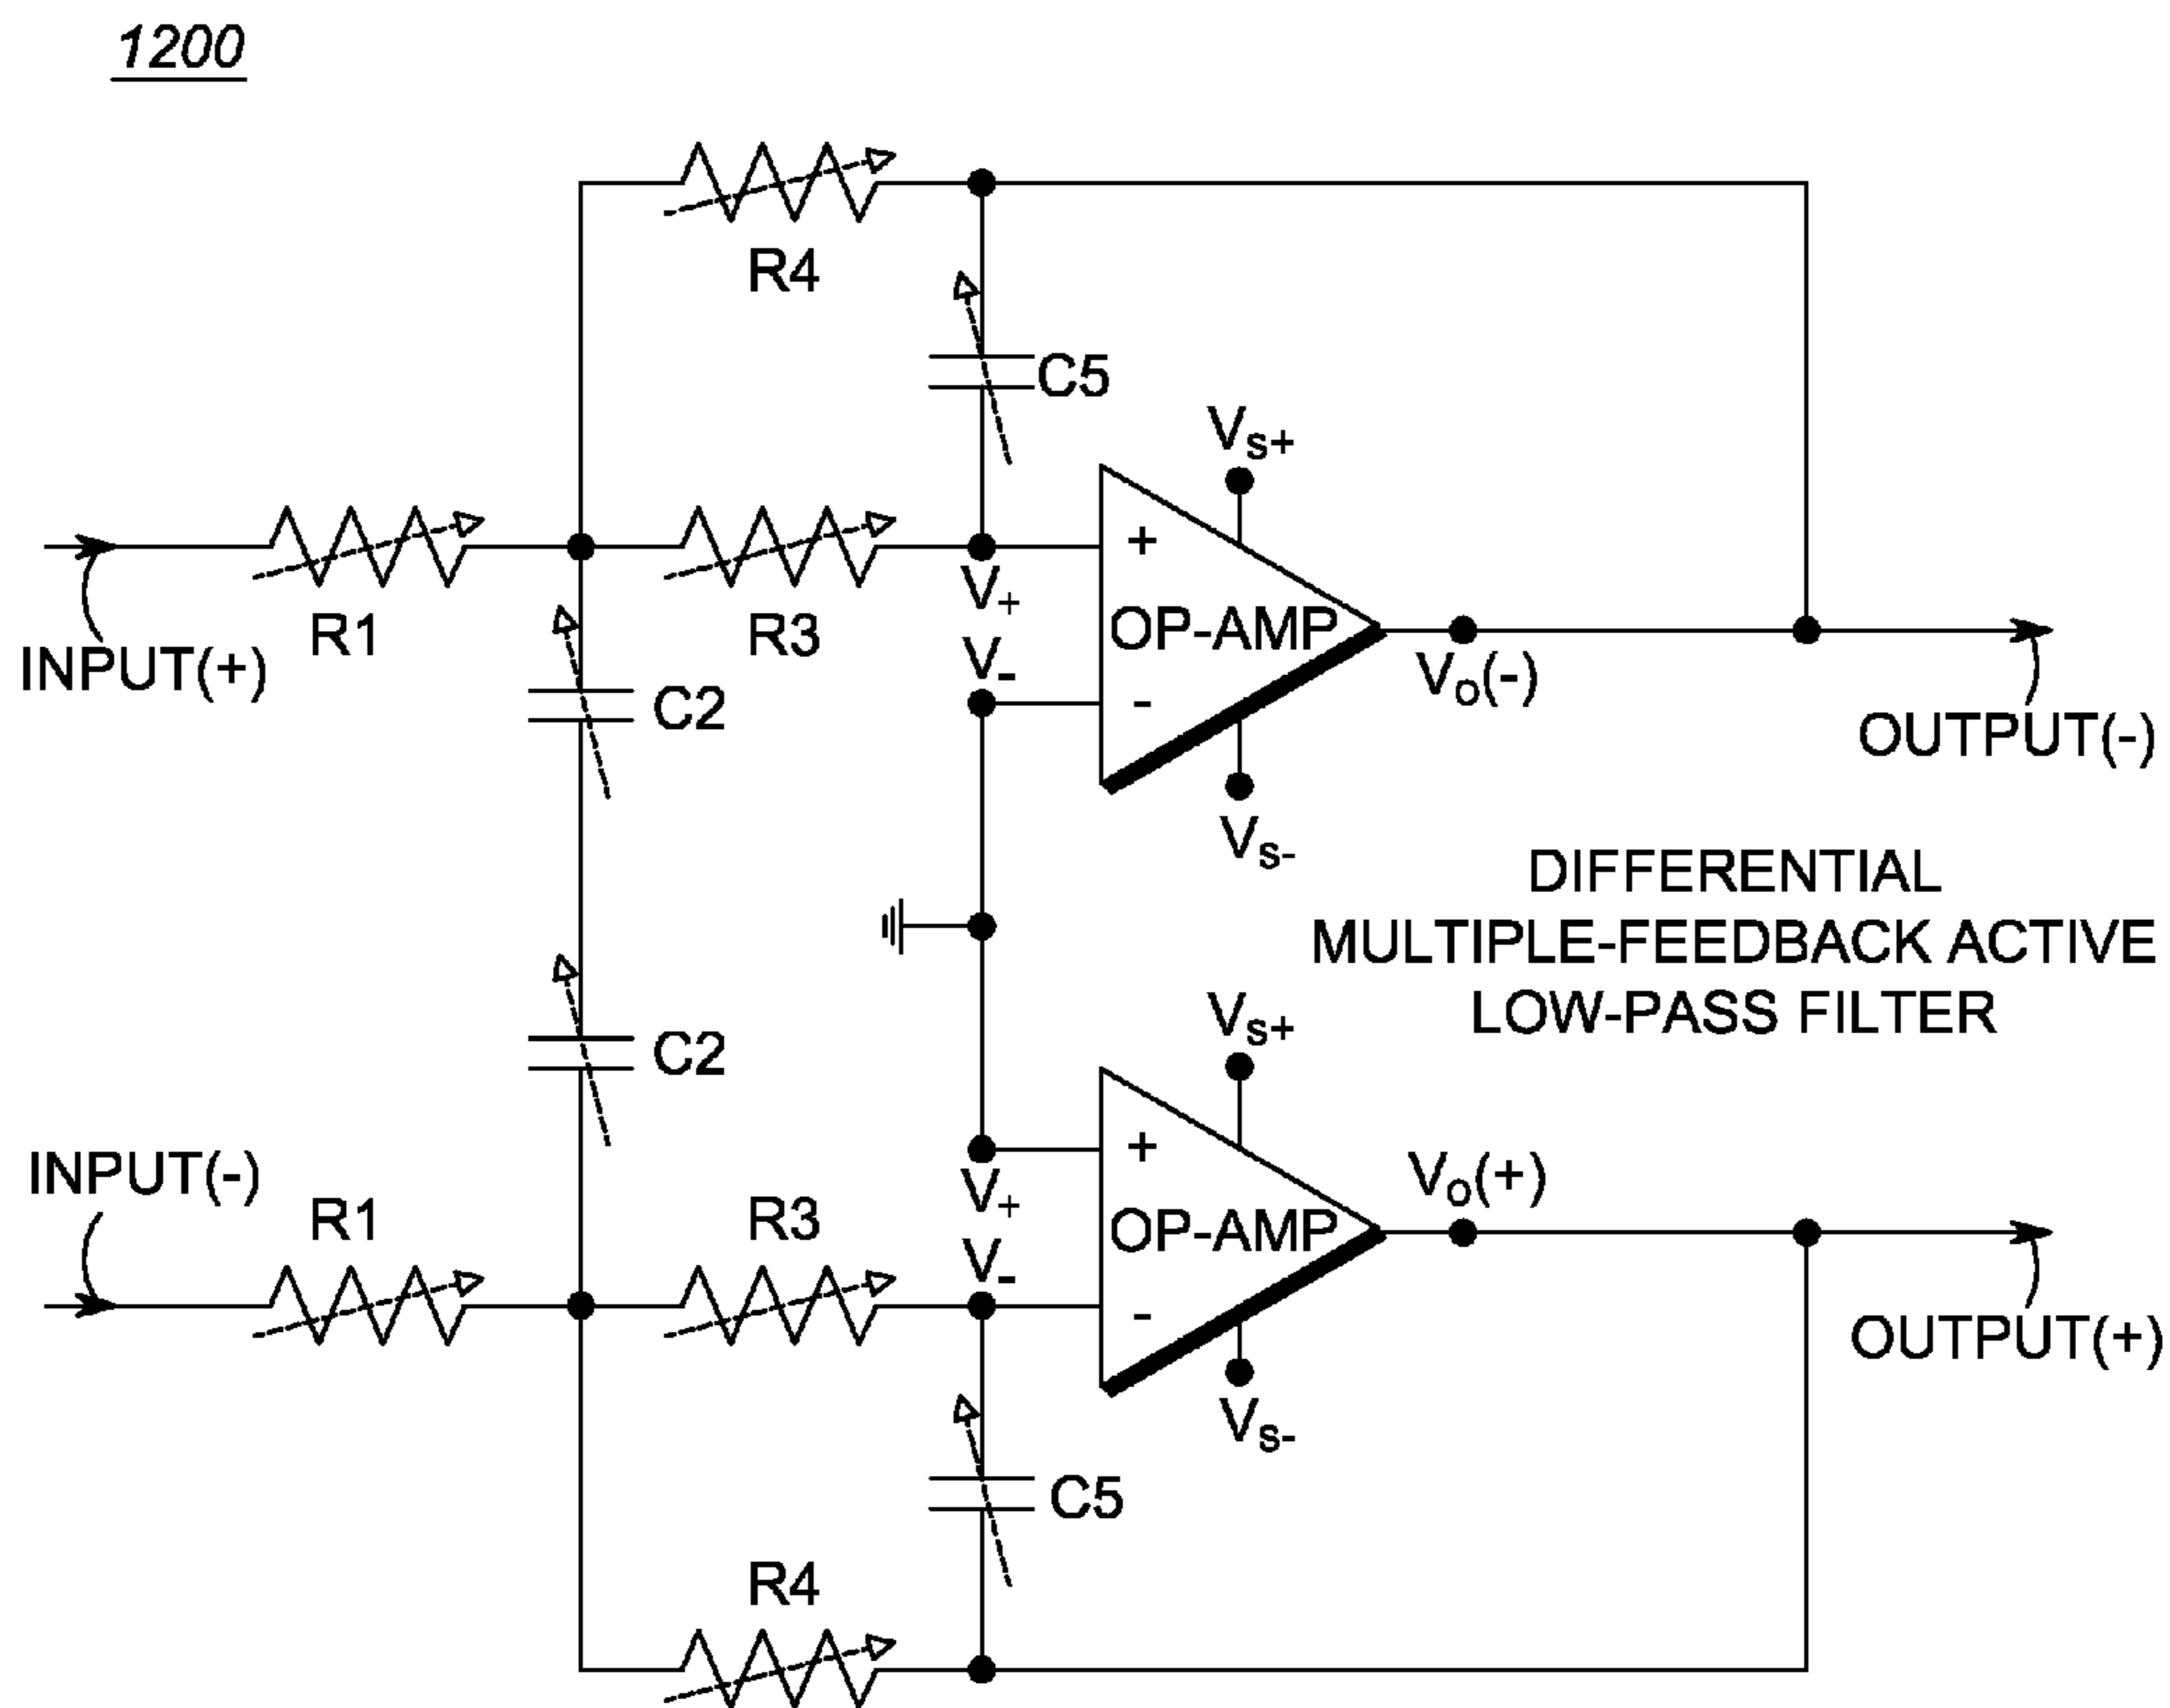 1200
R4
C5
VS+
+
OP-AMP
-
VS-
V+
V-
R1
R3
INPUT(+)
C2
VO(-)
OUTPUT(-)
DIFFERENTIAL
MULTIPLE-FEEDBACK ACTIVE
LOW-PASS FILTER
C2
VS+
+
OP-AMP
-
VS-
V+
V-
INPUT(-)
R1
R3
VO(+)
OUTPUT(+)
C5
R4